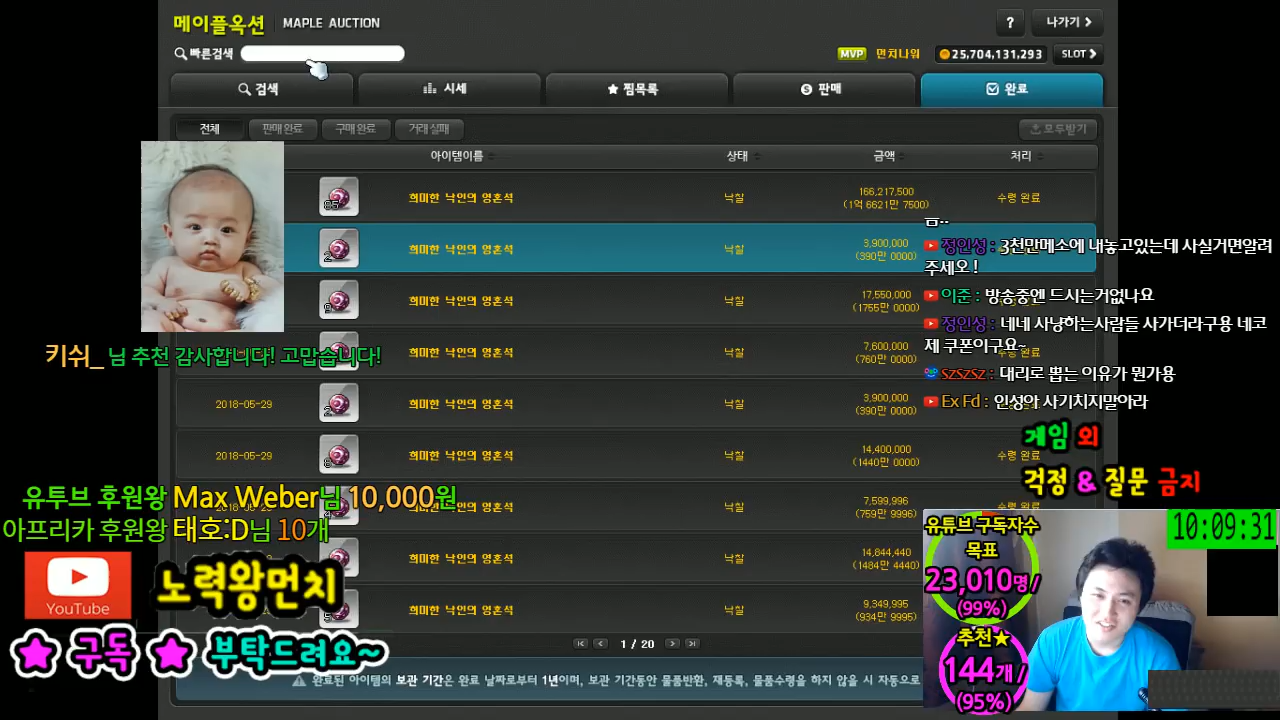 메이플옥션 MAPLE AUCTION
? 나가기 >
빠른검색
MVP 먼치나워 25,704,131,293 SLOT >
검색 시세 찜목록 판매 완료
전체 판매 완료 구매 완료 거래 실패 모두받기
아이템이름 상태 금액 처리
85 희미한 낙인의 영혼석 낙찰 166,217,500 수령 완료
(1억 6621만 7500)
2 희미한 낙인의 영혼석 낙찰 3,900,000
(390만 0000)
9 희미한 낙인의 영혼석 낙찰 17,550,000
(1755만 0000)
희미한 낙인의 영혼석 낙찰 7,600,000
(760만 0000)
2018-05-29 2 희미한 낙인의 영혼석 낙찰 3,900,000
(390만 0000)
2018-05-29 희미한 낙인의 영혼석 낙찰 14,400,000 수령 완료
(1440만 0000)
희미한 낙인의 영혼석 낙찰 7,599,996
(759만 9996)
희미한 낙인의 영혼석 낙찰 14,844,440
(1484만 4440)
희미한 낙인의 영혼석 낙찰 9,349,995
(934만 9995)
1 / 20
완료된 아이템의 보관 기간은 완료 날짜로부터 1년이며, 보관 기간동안 물품반환, 재등록, 물품수령을 하지 않을 시 자동으로
키쉬_님 추천 감사합니다! 고맙습니다!
유투브 후원왕 Max Weber님 10,000원
아프리카 후원왕 태호:D님 10개
YouTube
노력왕먼치
★ 구독 ★ 부탁드려요~
음..
정인성 : 3천만메소에 내놓고있는데 사실거면알려
주세오 !
이준 : 방송중엔 드시는거없나요
정인성 : 네네 사냥하는사람들 사가더라구용 네코
제 쿠폰이구요~
SZSZSZ : 대리로 뽑는 이유가 뭔가용
Ex Fd : 인성아 사기치지말아라
게임 외
걱정 & 질문 금지
유튜브 구독자수
목표
23,010명/
(99%)
추천★
144개/
(95%)
10:09:31